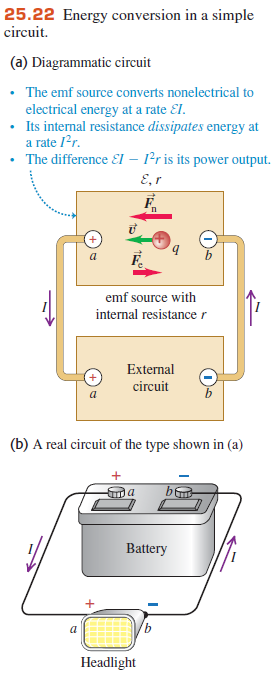 25.22 Energy conversion in a simple
circuit.
(a) Diagrammatic circuit
• The emf source converts nonelectrical to
electrical energy at a rate ℰI.
• Its internal resistance dissipates energy at
a rate I²r.
• The difference ℰI − I²r is its power output.
ℰ, r
F⃗ₙ
+
v⃗
+
q
−
a
F⃗ₑ
b
I
emf source with
internal resistance r
I
External
circuit
+
−
a
b
(b) A real circuit of the type shown in (a)
+
−
a
b
I
Battery
I
+
−
a
b
Headlight